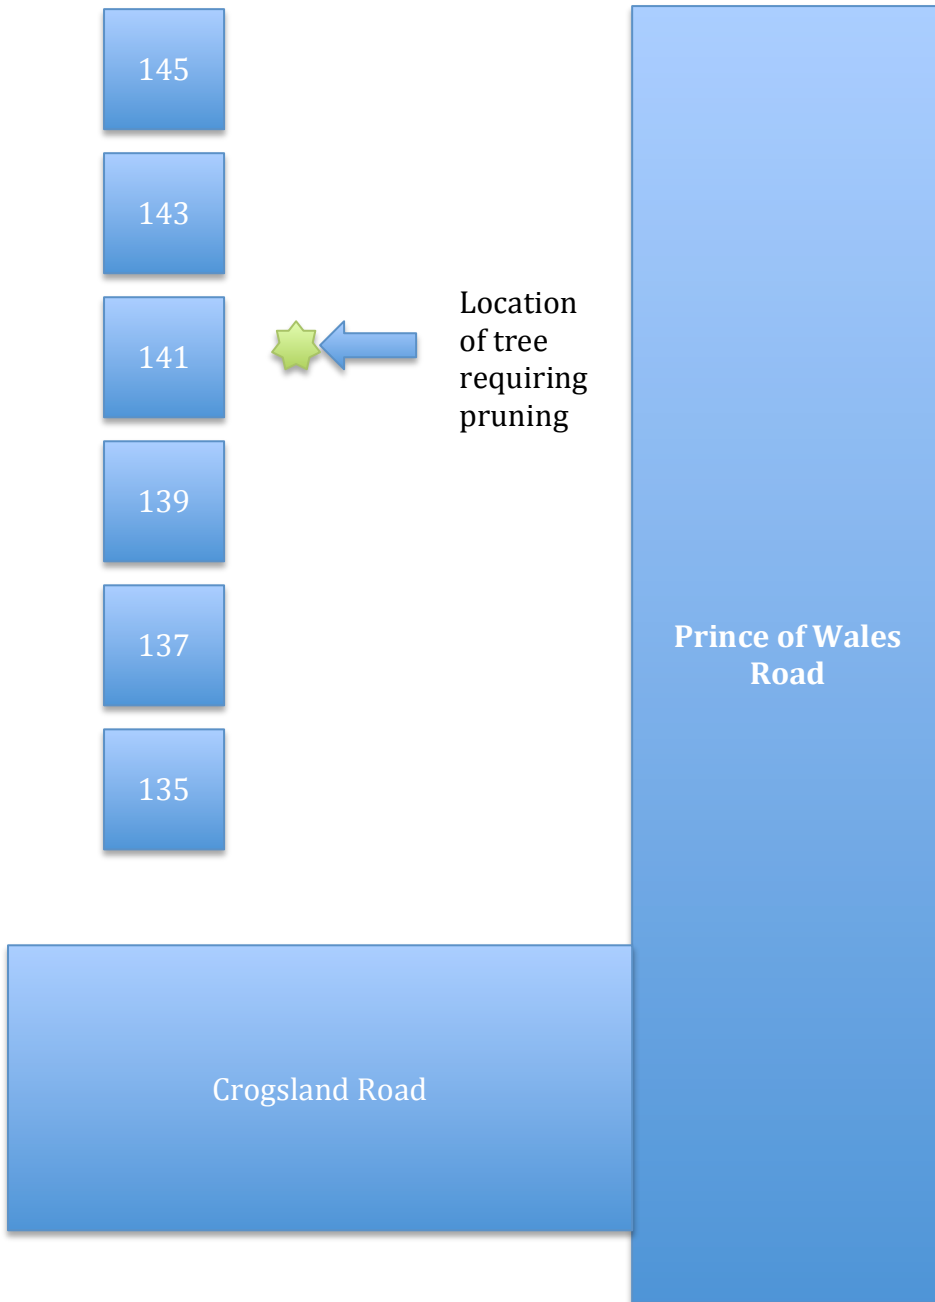 145
143
141
Location
of tree
requiring
pruning
139
137
Prince of Wales
Road
135
Crogsland Road